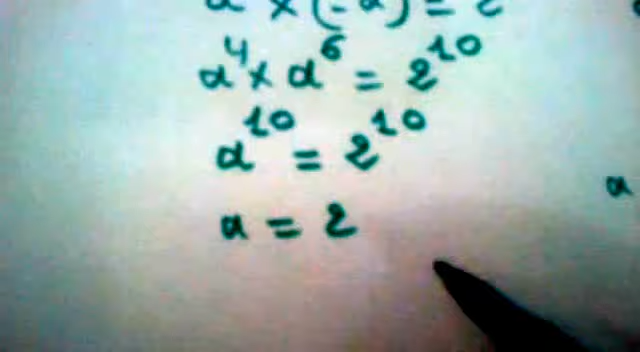 a⁴ × a⁶ = 2¹⁰
a¹⁰ = 2¹⁰
a = 2
a